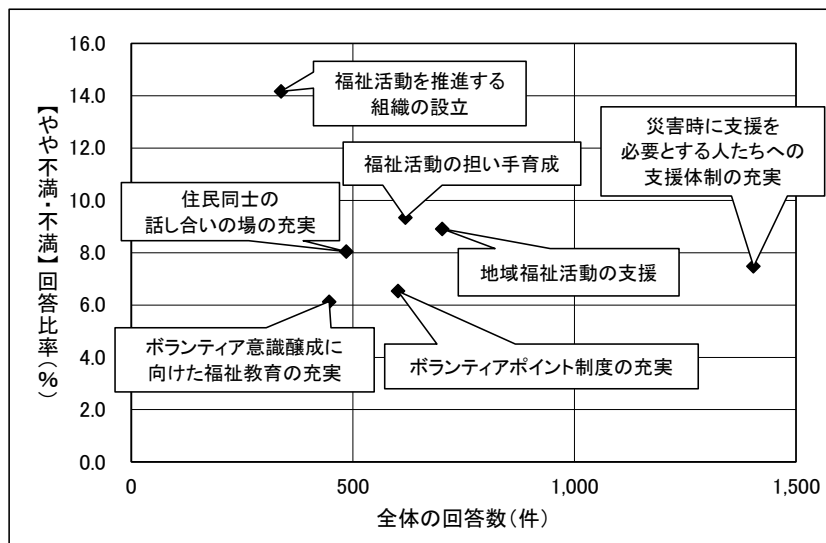 【やや不満・不満】回答比率(%)
16.0
14.0
12.0
10.0
8.0
6.0
4.0
2.0
0.0
福祉活動を推進する
組織の設立
災害時に支援を
必要とする人たちへの
支援体制の充実
福祉活動の担い手育成
住民同士の
話し合いの場の充実
地域福祉活動の支援
ボランティア意識醸成に
向けた福祉教育の充実
ボランティアポイント制度の充実
0
500
1,000
1,500
全体の回答数(件)